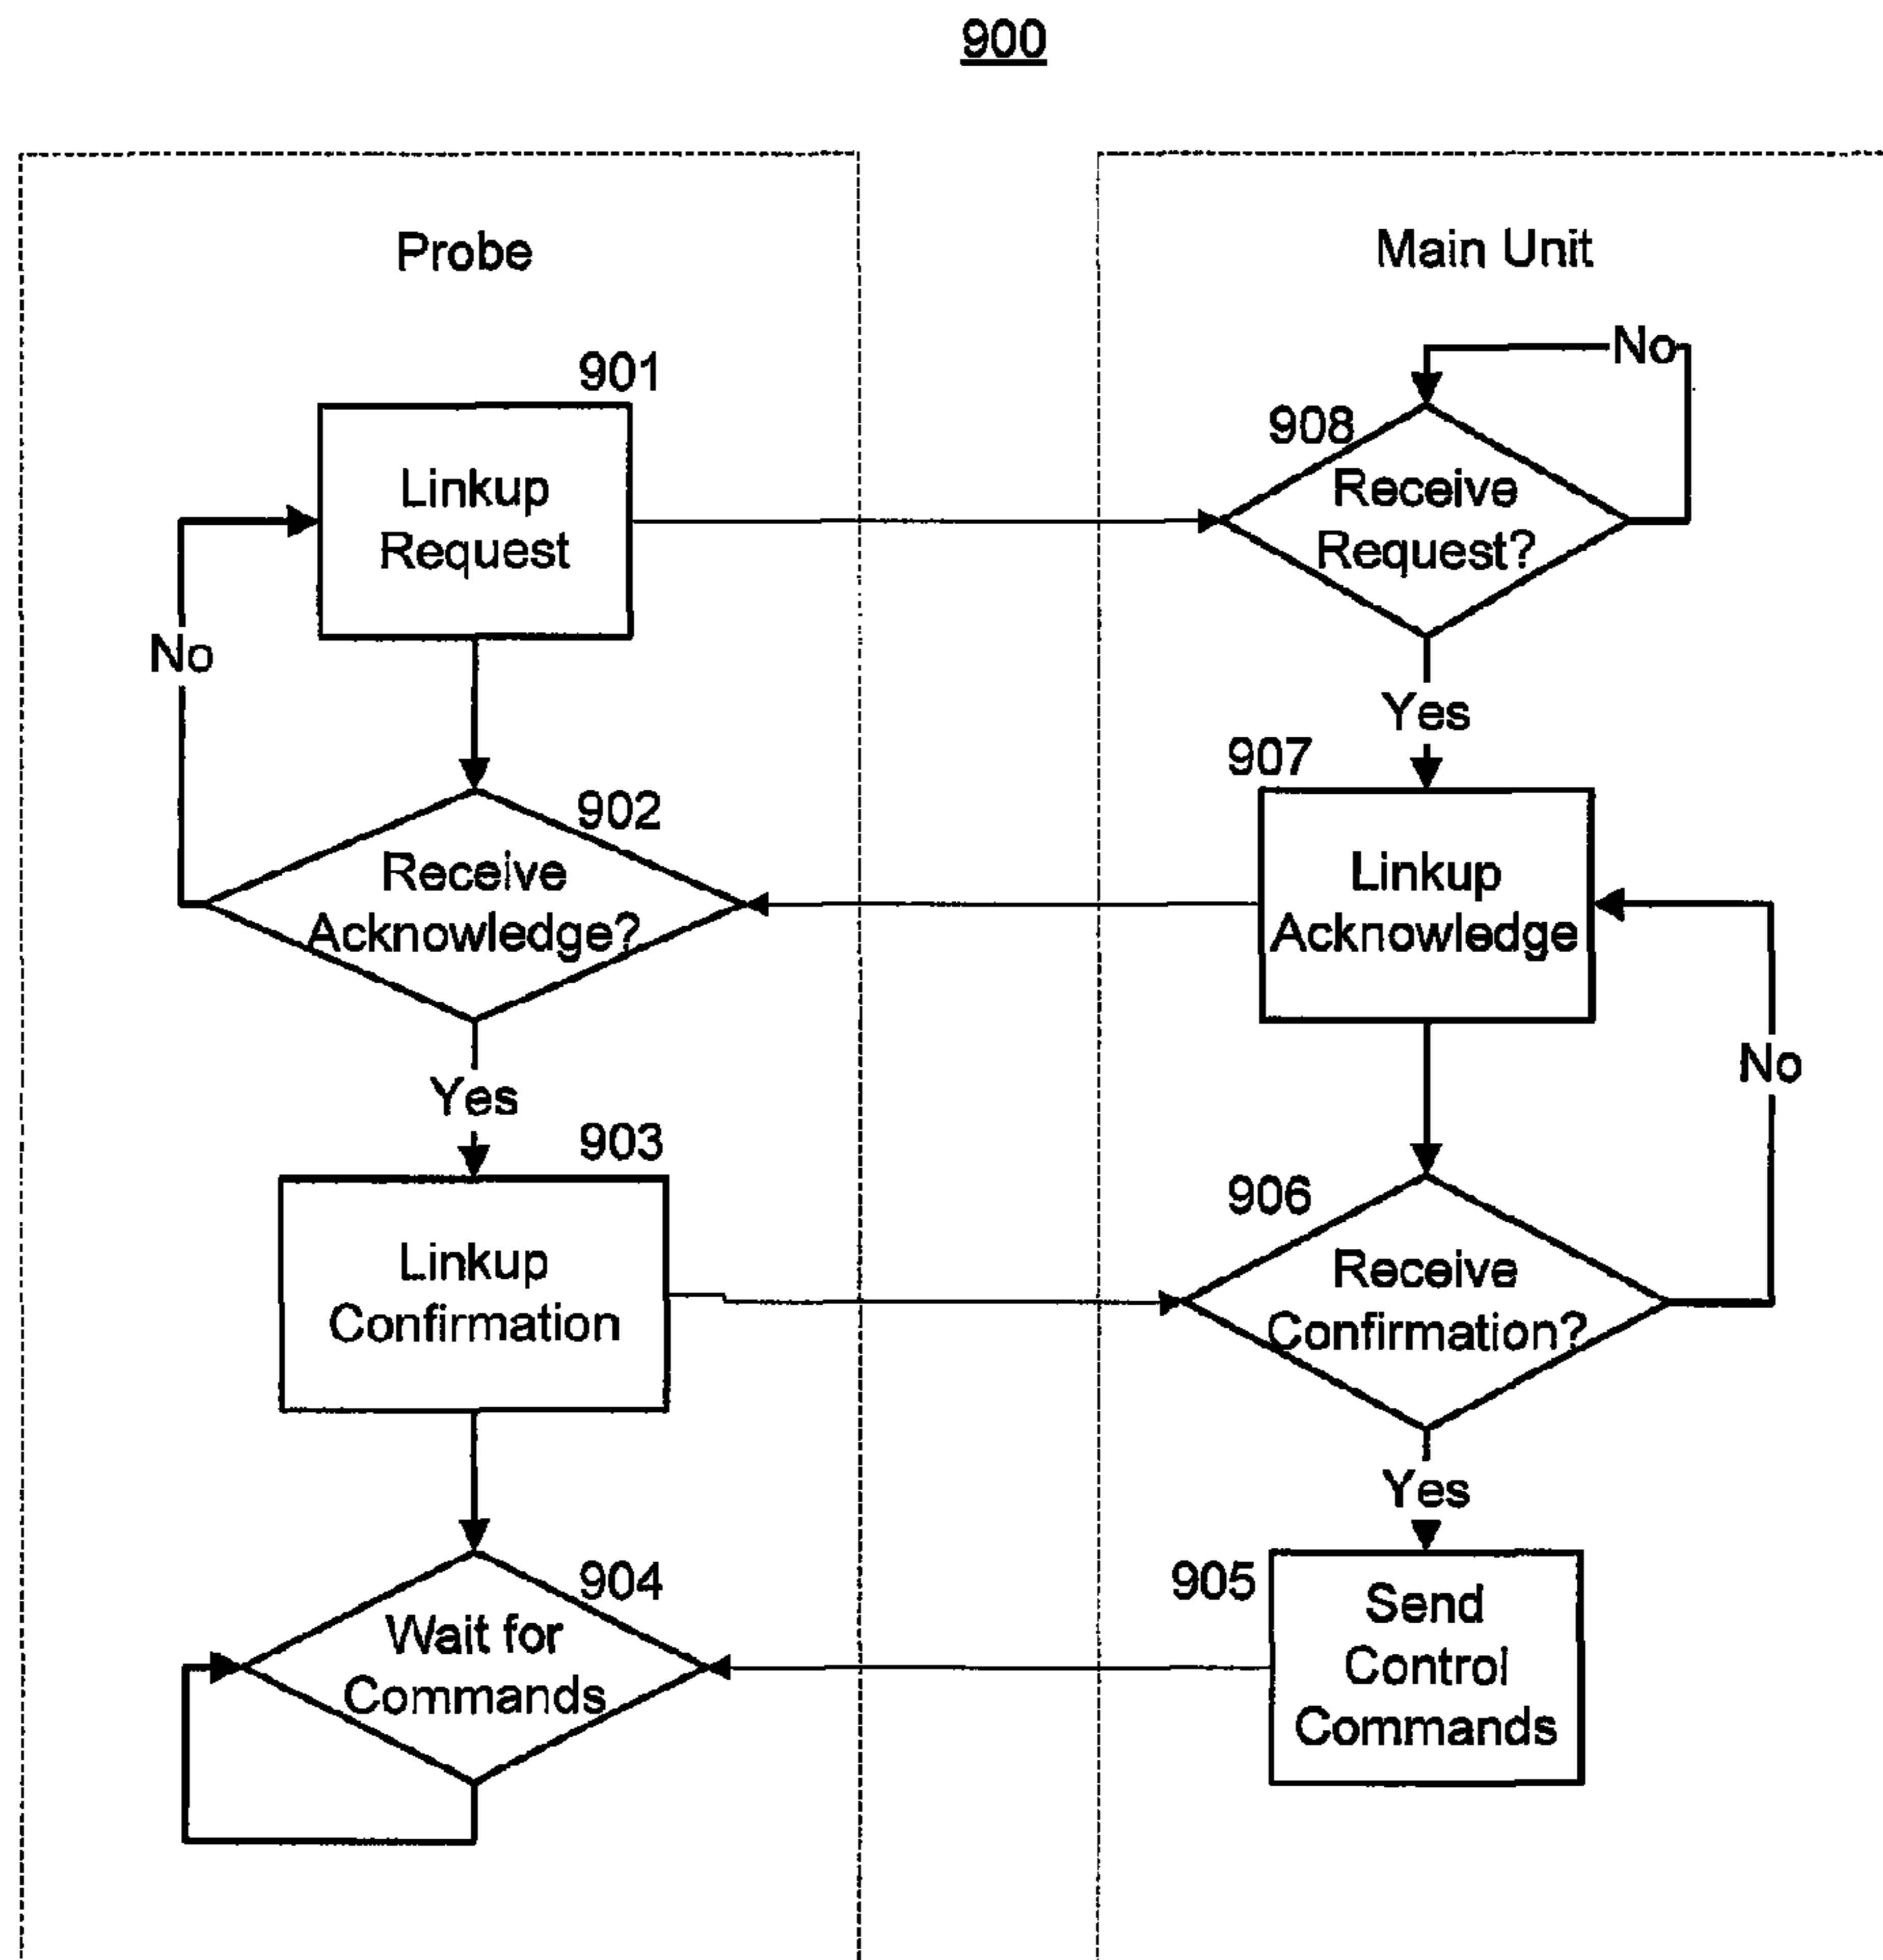 900
Probe
901
Linkup
Request
No
902
Receive
Acknowledge?
Yes
903
Linkup
Confirmation
904
Wait for
Commands
Main Unit
No
908
Receive
Request?
Yes
907
Linkup
Acknowledge
No
906
Receive
Confirmation?
Yes
905
Send
Control
Commands